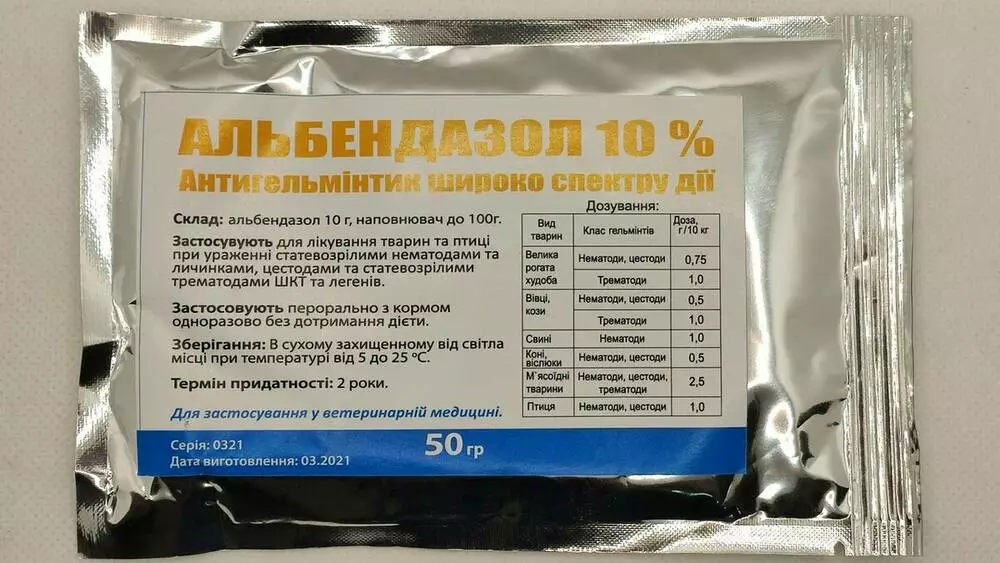 АЛЬБЕНДАЗОЛ 10 %
Антигельмінтик широко спектру дії
Склад: альбендазол 10 г, наповнювач до 100г.
Застосувують для лікування тварин та птиці
при ураженні статевозрілими нематодами та
личинками, цестодами та статевозрілими
трематодами ШКТ та легенів.
Застосовують перорально з кормом
одноразово без дотримання дієти.
Зберігання: В сухому захищенному від світла
місці при температурі від 5 до 25 ºС.
Термін придатності: 2 роки.
Для застосування у ветеринарній медицині.
Дозування:
Вид тварин Клас гельмінтів Доза, г/10 кг
Велика рогата худоба Нематоди, цестоди 0,75
Трематоди 1,0
Вівці, кози Нематоди, цестоди 0,5
Трематоди 1,0
Свині Нематоди 1,0
Коні, віслюки Нематоди, цестоди 0,5
М`ясоїдні тварини Нематоди, цестоди, трематоди 2,5
Птиця Нематоди, цестоди 1,0
Серія: 0321
Дата виготовлення: 03.2021
50 гр